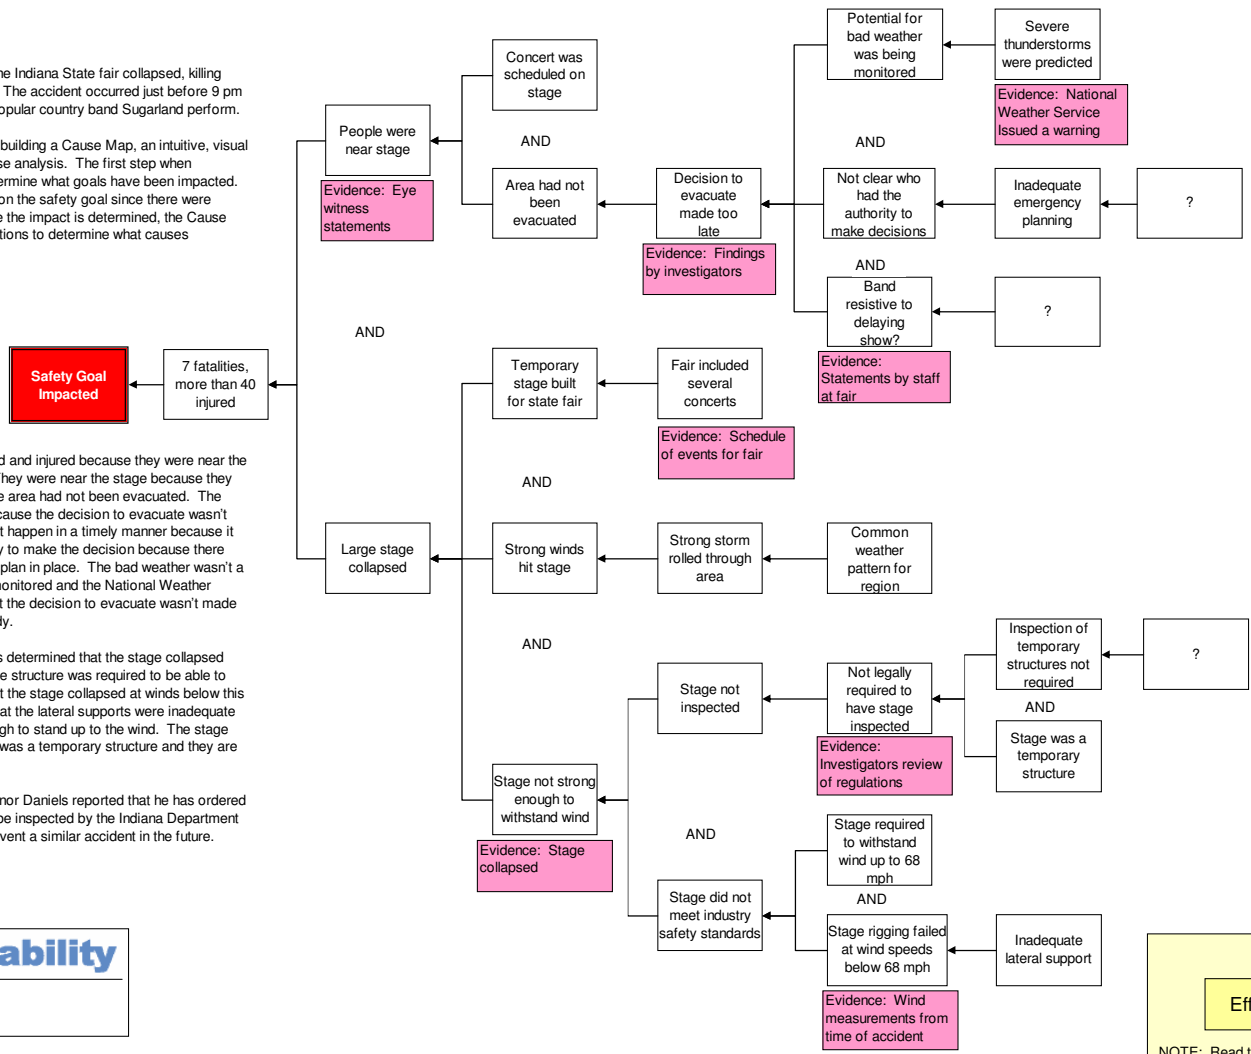 he Indiana State fair collapsed, killing
The accident occurred just before 9 pm
opular country band Sugarland perform.
building a Cause Map, an intuitive, visual
se analysis. The first step when
ermine what goals have been impacted.
on the safety goal since there were
e the impact is determined, the Cause
tions to determine what causes
Safety Goal
Impacted
7 fatalities,
more than 40
injured
AND
People were
near stage
Evidence: Eye
witness
statements
Concert was
scheduled on
stage
AND
Area had not
been
evacuated
Decision to
evacuate
made too
late
Evidence: Findings
by investigators
Potential for
bad weather
was being
monitored
Severe
thunderstorms
were predicted
Evidence: National
Weather Service
Issued a warning
AND
Not clear who
had the
authority to
make decisions
Inadequate
emergency
planning
?
AND
Band
resistive to
delaying
show?
?
Evidence:
Statements by staff
at fair
Large stage
collapsed
Temporary
stage built
for state fair
Fair included
several
concerts
Evidence: Schedule
of events for fair
AND
Strong winds
hit stage
Strong storm
rolled through
area
Common
weather
pattern for
region
AND
Stage not strong
enough to
withstand wind
Evidence: Stage
collapsed
Stage not
inspected
Not legally
required to
have stage
inspected
Evidence:
Investigators review
of regulations
Inspection of
temporary
structures not
required
?
AND
Stage was a
temporary
structure
AND
Stage did not
meet industry
safety standards
Stage required
to withstand
wind up to 68
mph
AND
Stage rigging failed
at wind speeds
below 68 mph
Evidence: Wind
measurements from
time of accident
Inadequate
lateral support
d and injured because they were near the
They were near the stage because they
e area had not been evacuated. The
cause the decision to evacuate wasn't
t happen in a timely manner because it
y to make the decision because there
plan in place. The bad weather wasn't a
monitored and the National Weather
t the decision to evacuate wasn't made
dy.
s determined that the stage collapsed
e structure was required to be able to
t the stage collapsed at winds below this
at the lateral supports were inadequate
gh to stand up to the wind. The stage
was a temporary structure and they are
nor Daniels reported that he has ordered
be inspected by the Indiana Department
vent a similar accident in the future.
ability
Eff
NOTE: Read t